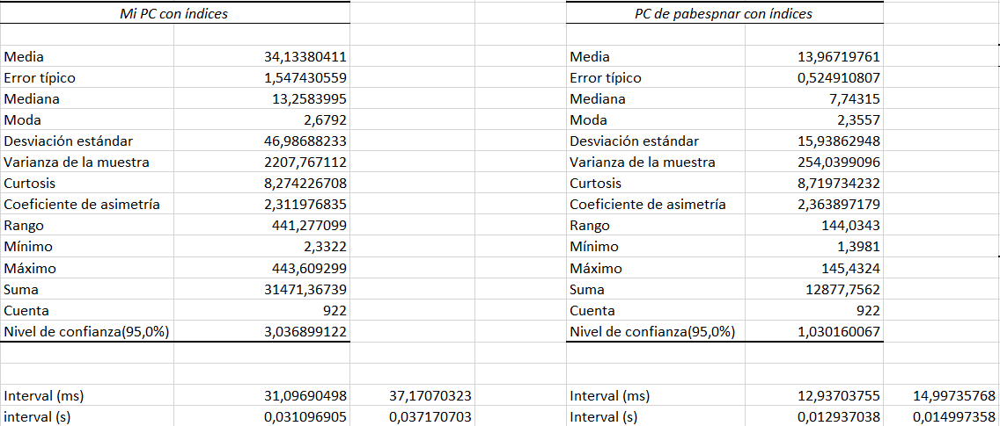 Mi PC con índices PC de pabespnar con índices
Media 34,13380411 Media 13,96719761
Error típico 1,547430559 Error típico 0,524910807
Mediana 13,2583995 Mediana 7,74315
Moda 2,6792 Moda 2,3557
Desviación estándar 46,98688233 Desviación estándar 15,93862948
Varianza de la muestra 2207,767112 Varianza de la muestra 254,0399096
Curtosis 8,274226708 Curtosis 8,719734232
Coeficiente de asimetría 2,311976835 Coeficiente de asimetría 2,363897179
Rango 441,277099 Rango 144,0343
Mínimo 2,3322 Mínimo 1,3981
Máximo 443,609299 Máximo 145,4324
Suma 31471,36739 Suma 12877,7562
Cuenta 922 Cuenta 922
Nivel de confianza(95,0%) 3,036899122 Nivel de confianza(95,0%) 1,030160067
Interval (ms) 31,09690498 37,17070323 Interval (ms) 12,93703755 14,99735768
interval (s) 0,031096905 0,037170703 Interval (s) 0,012937038 0,014997358